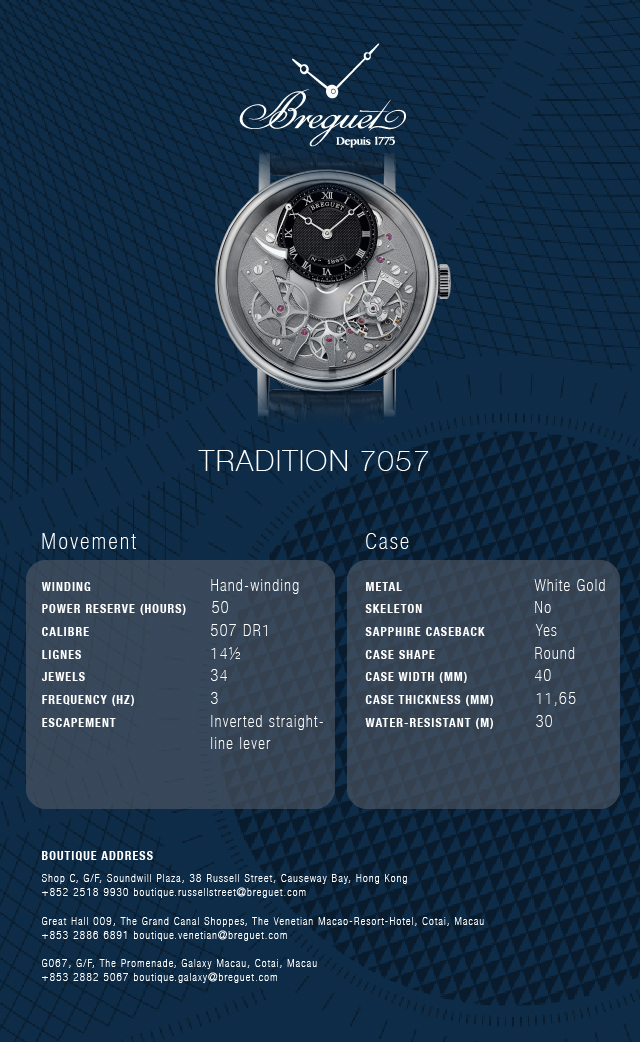 Breguet
Depuis 1775
XII
BREGUET
TRADITION 7057
Movement
WINDING Hand-winding
POWER RESERVE (HOURS) 50
CALIBRE 507 DR1
LIGNES 14½
JEWELS 34
FREQUENCY (HZ) 3
ESCAPEMENT Inverted straight-
line lever
Case
METAL White Gold
SKELETON No
SAPPHIRE CASEBACK Yes
CASE SHAPE Round
CASE WIDTH (MM) 40
CASE THICKNESS (MM) 11,65
WATER-RESISTANT (M) 30
BOUTIQUE ADDRESS
Shop C, G/F, Soundwill Plaza, 38 Russell Street, Causeway Bay, Hong Kong
+852 2518 9930 boutique.russellstreet@breguet.com
Great Hall 009, The Grand Canal Shoppes, The Venetian Macao-Resort-Hotel, Cotai, Macau
+853 2886 6891 boutique.venetian@breguet.com
G067, G/F, The Promenade, Galaxy Macau, Cotai, Macau
+853 2882 5067 boutique.galaxy@breguet.com